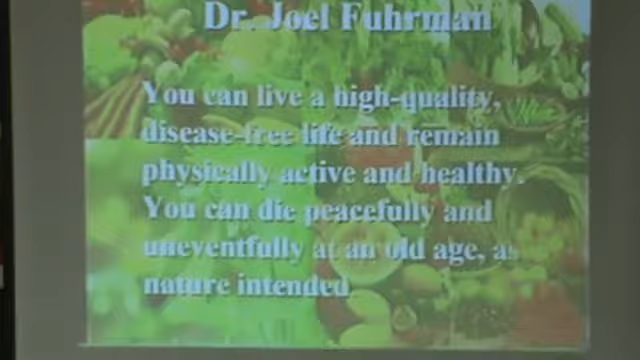 Dr. Joel Fuhrman
You can live a high-quality,
disease-free life and remain
physically active and healthy.
You can die peacefully and
uneventfully at an old age, as
nature intended